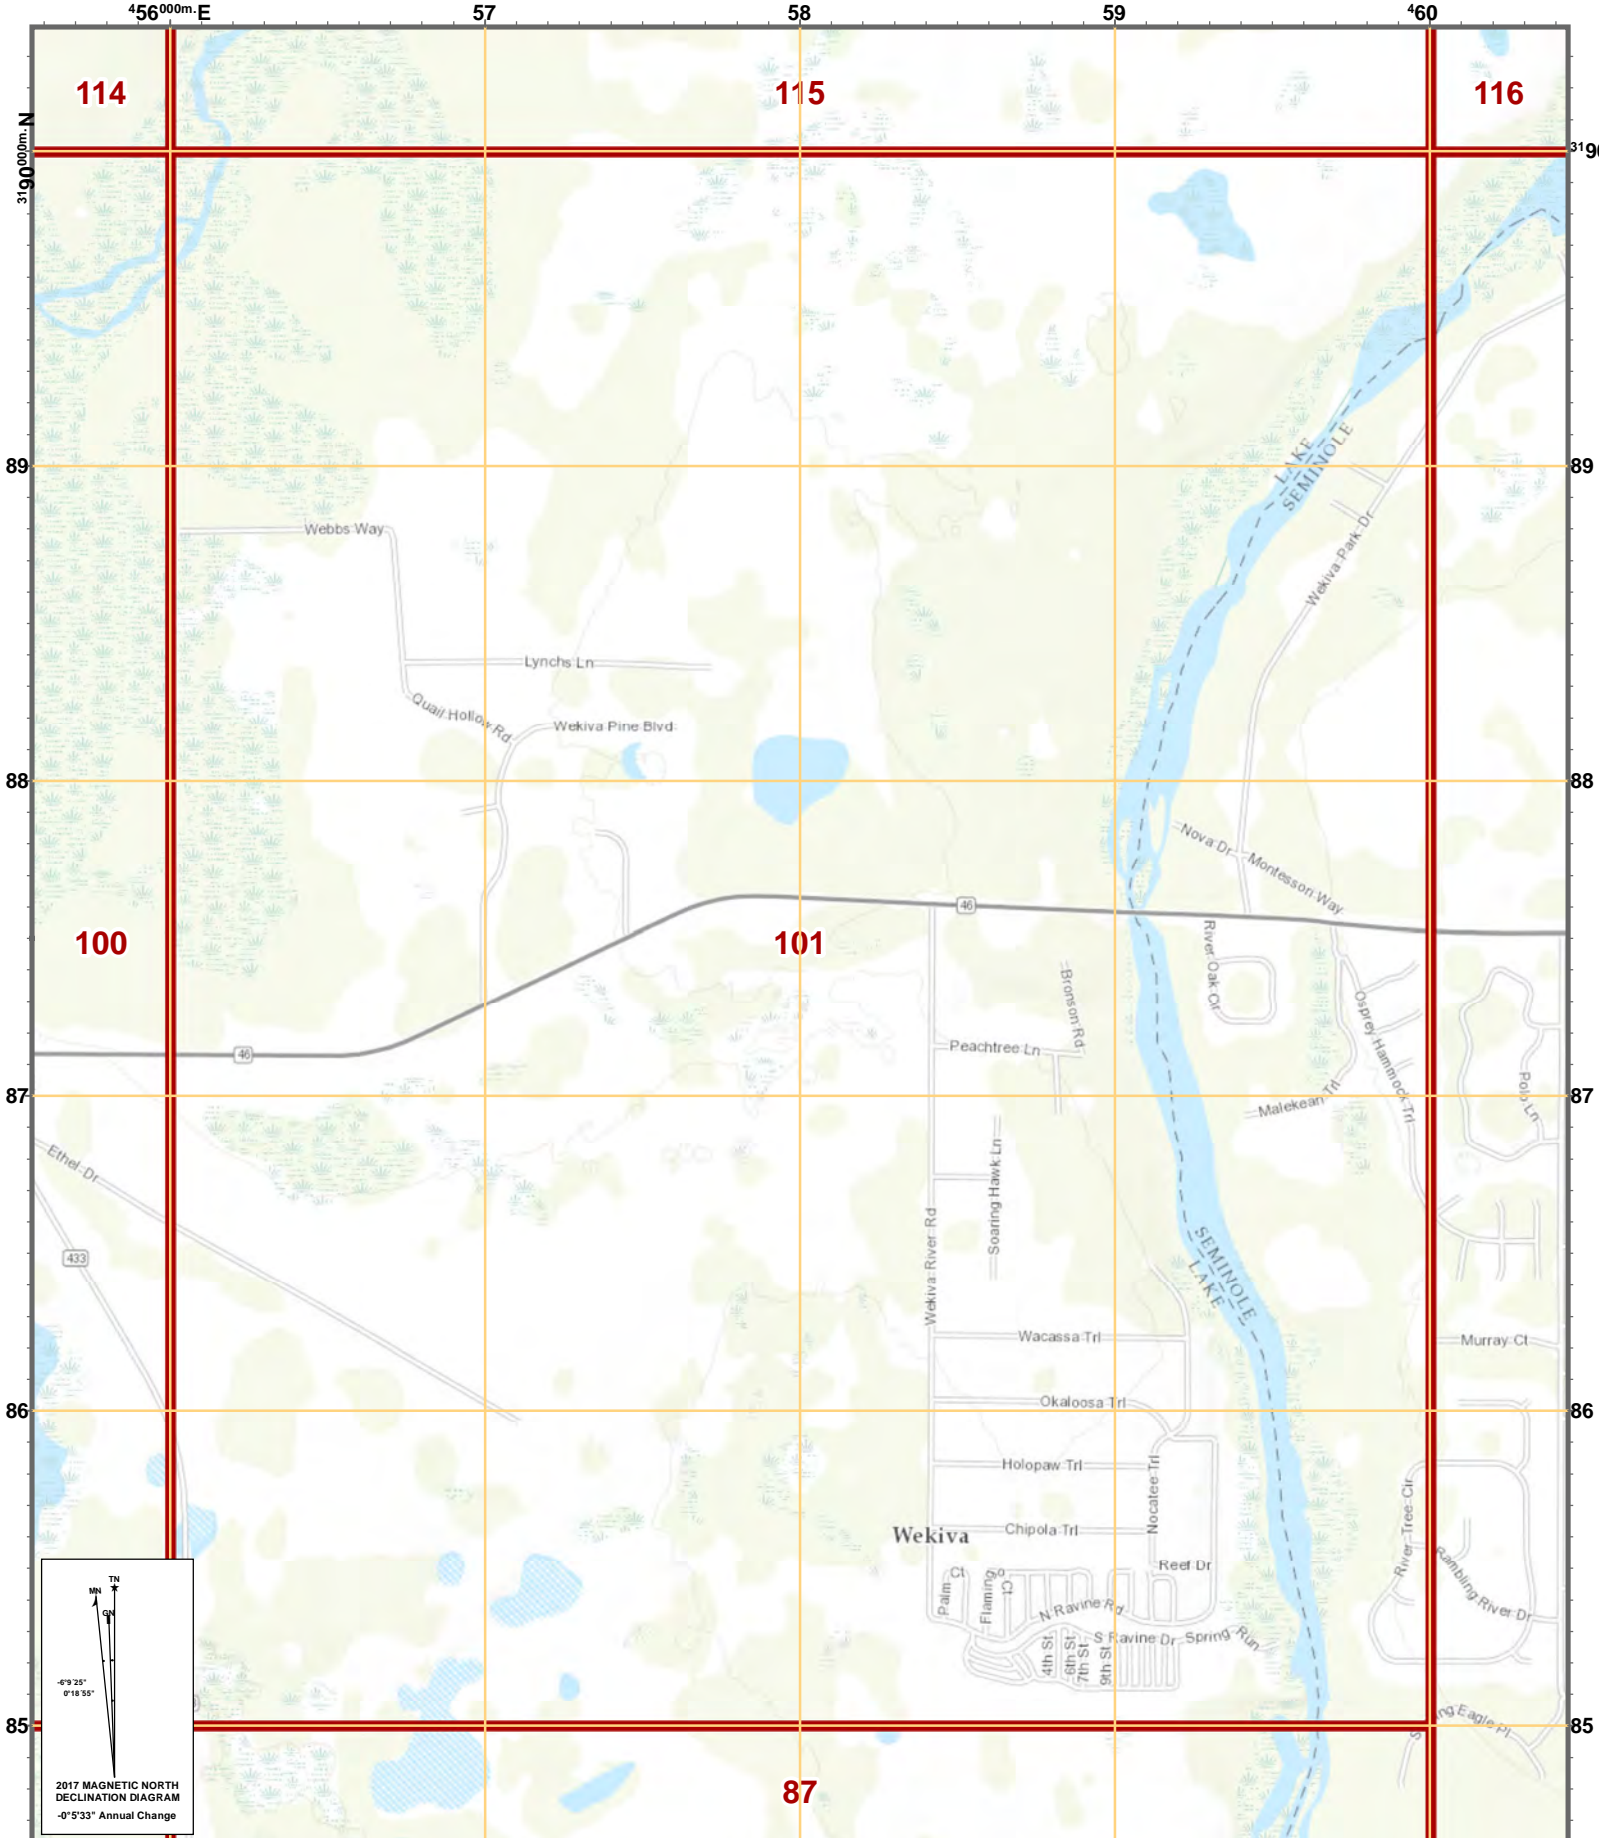 ⁴56⁰⁰⁰ᵐ·E
57
58
59
⁴60
114
115
116
³¹90⁰⁰⁰ᵐ·N
³¹90
LAKE
SEMINOLE
89
89
Webbs Way
Wekiva Park Dr
Lynchs Ln
Quail Hollow Rd
Wekiva Pine Blvd
88
88
Nova Dr
Montesson Way
46
100
101
River Oak Cir
Bronson Rd
Osprey Hammock Trl
Peachtree Ln
46
Polo Ln
87
87
Malekean Trl
Ethel Dr
Soaring Hawk Ln
433
Wekiva River Rd
SEMINOLE
LAKE
Wacassa Trl
Murray Ct
Okaloosa Trl
86
86
Holopaw Trl
Nocatee Trl
River Tree Cir
Chipola Trl
Wekiva
Reef Dr
Rambling River Dr
Palm Ct
Flamingo Ct
N Ravine Rd
S Ravine Dr
Spring Run
4th St
6th St
7th St
9th St
TN
MN
GN
-6°9'25"
0°18'55"
85
85
Eagle Pl
2017 MAGNETIC NORTH
DECLINATION DIAGRAM
-0°5'33" Annual Change
87